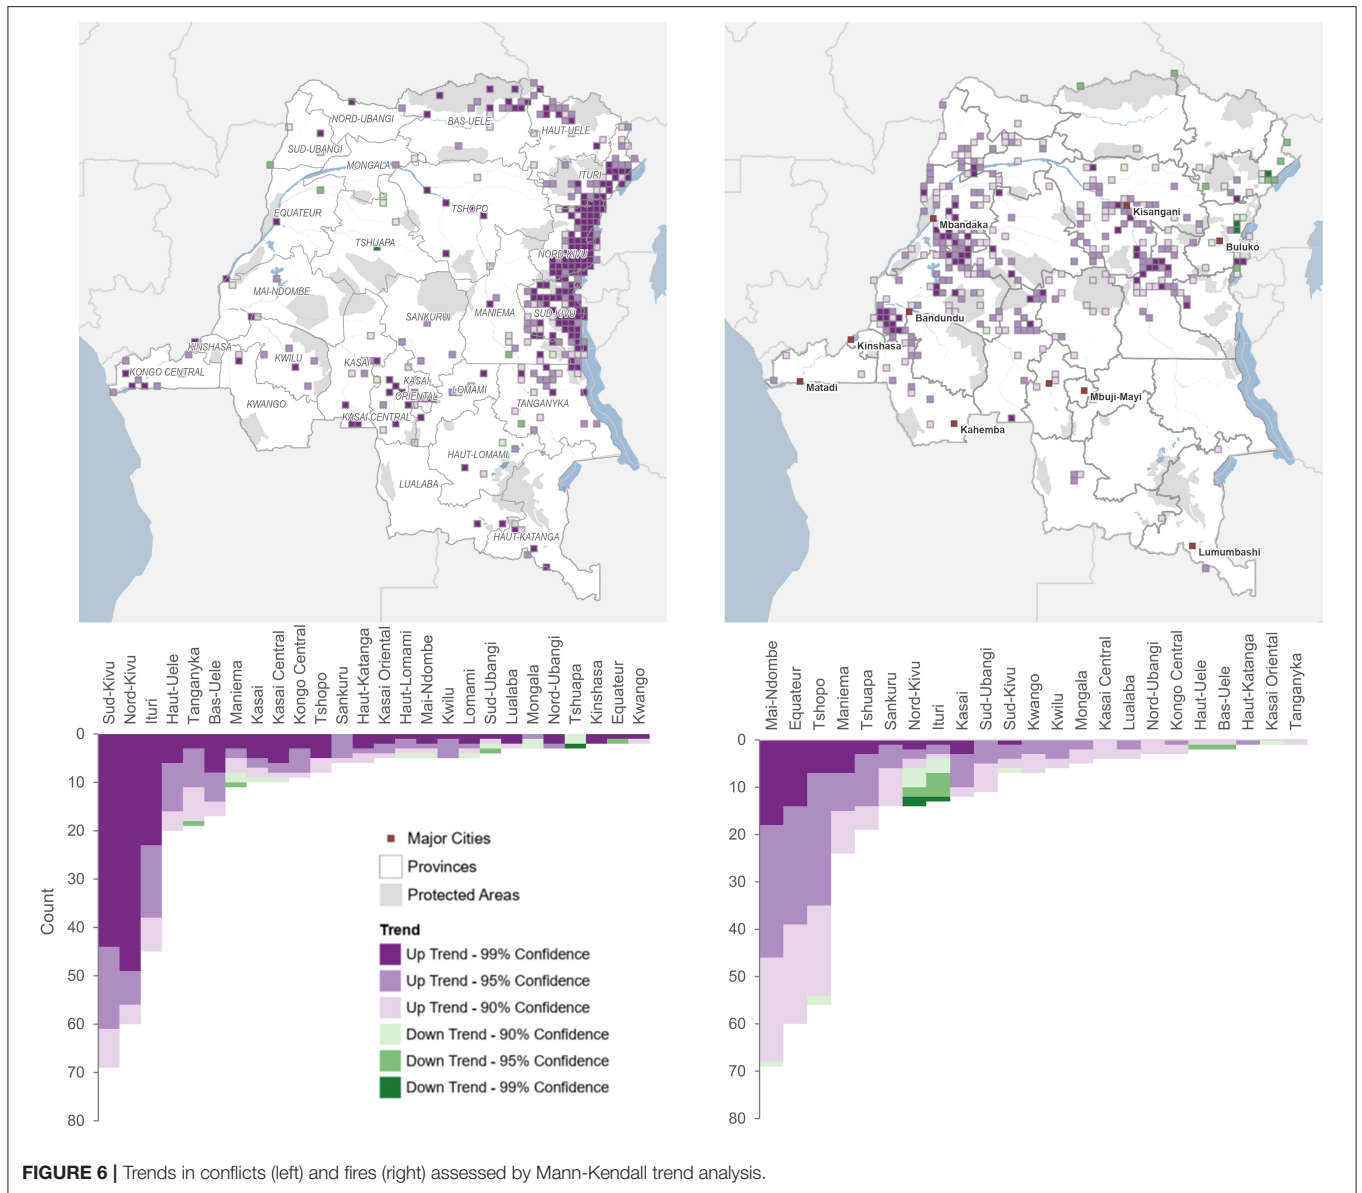 NORD-UBANGI
BAS-UELE
HAUT-UELE
SUD-UBANGI
MONGALA
ITURI
EQUATEUR
TSHOPO
TSHUAPA
NORD-KIVU
MAI-NDOMBE
SANKURU
MANIEMA
SUD-KIVU
KINSHASA
KWILU
KASAI
KONGO CENTRAL
KASAI
ORIENTAL
LOMAMI
KWANGO
KASAI CENTRAL
TANGANYIKA
HAUT-LOMAMI
LUALABA
HAUT-KATANGA
Kisangani
Mbandaka
Buluko
Bandundu
Kinshasa
Matadi
Mbuji-Mayi
Kahemba
Lumumbashi
Sud-Kivu
Nord-Kivu
Ituri
Haut-Uele
Tanganyka
Bas-Uele
Maniema
Kasai
Kasai Central
Kongo Central
Tshopo
Sankuru
Haut-Katanga
Kasai Oriental
Haut-Lomami
Mai-Ndombe
Kwilu
Lomami
Sud-Ubangi
Lualaba
Mongala
Nord-Ubangi
Tshuapa
Kinshasa
Equateur
Kwango
0
10
20
30
40
50
60
70
80
Count
Major Cities
Provinces
Protected Areas
Trend
Up Trend - 99% Confidence
Up Trend - 95% Confidence
Up Trend - 90% Confidence
Down Trend - 90% Confidence
Down Trend - 95% Confidence
Down Trend - 99% Confidence
Mai-Ndombe
Equateur
Tshopo
Maniema
Tshuapa
Sankuru
Nord-Kivu
Ituri
Kasai
Sud-Ubangi
Sud-Kivu
Kwango
Kwilu
Mongala
Kasai Central
Lualaba
Nord-Ubangi
Kongo Central
Haut-Uele
Bas-Uele
Haut-Katanga
Kasai Oriental
Tanganyka
0
10
20
30
40
50
60
70
80
FIGURE 6 | Trends in conflicts (left) and fires (right) assessed by Mann-Kendall trend analysis.